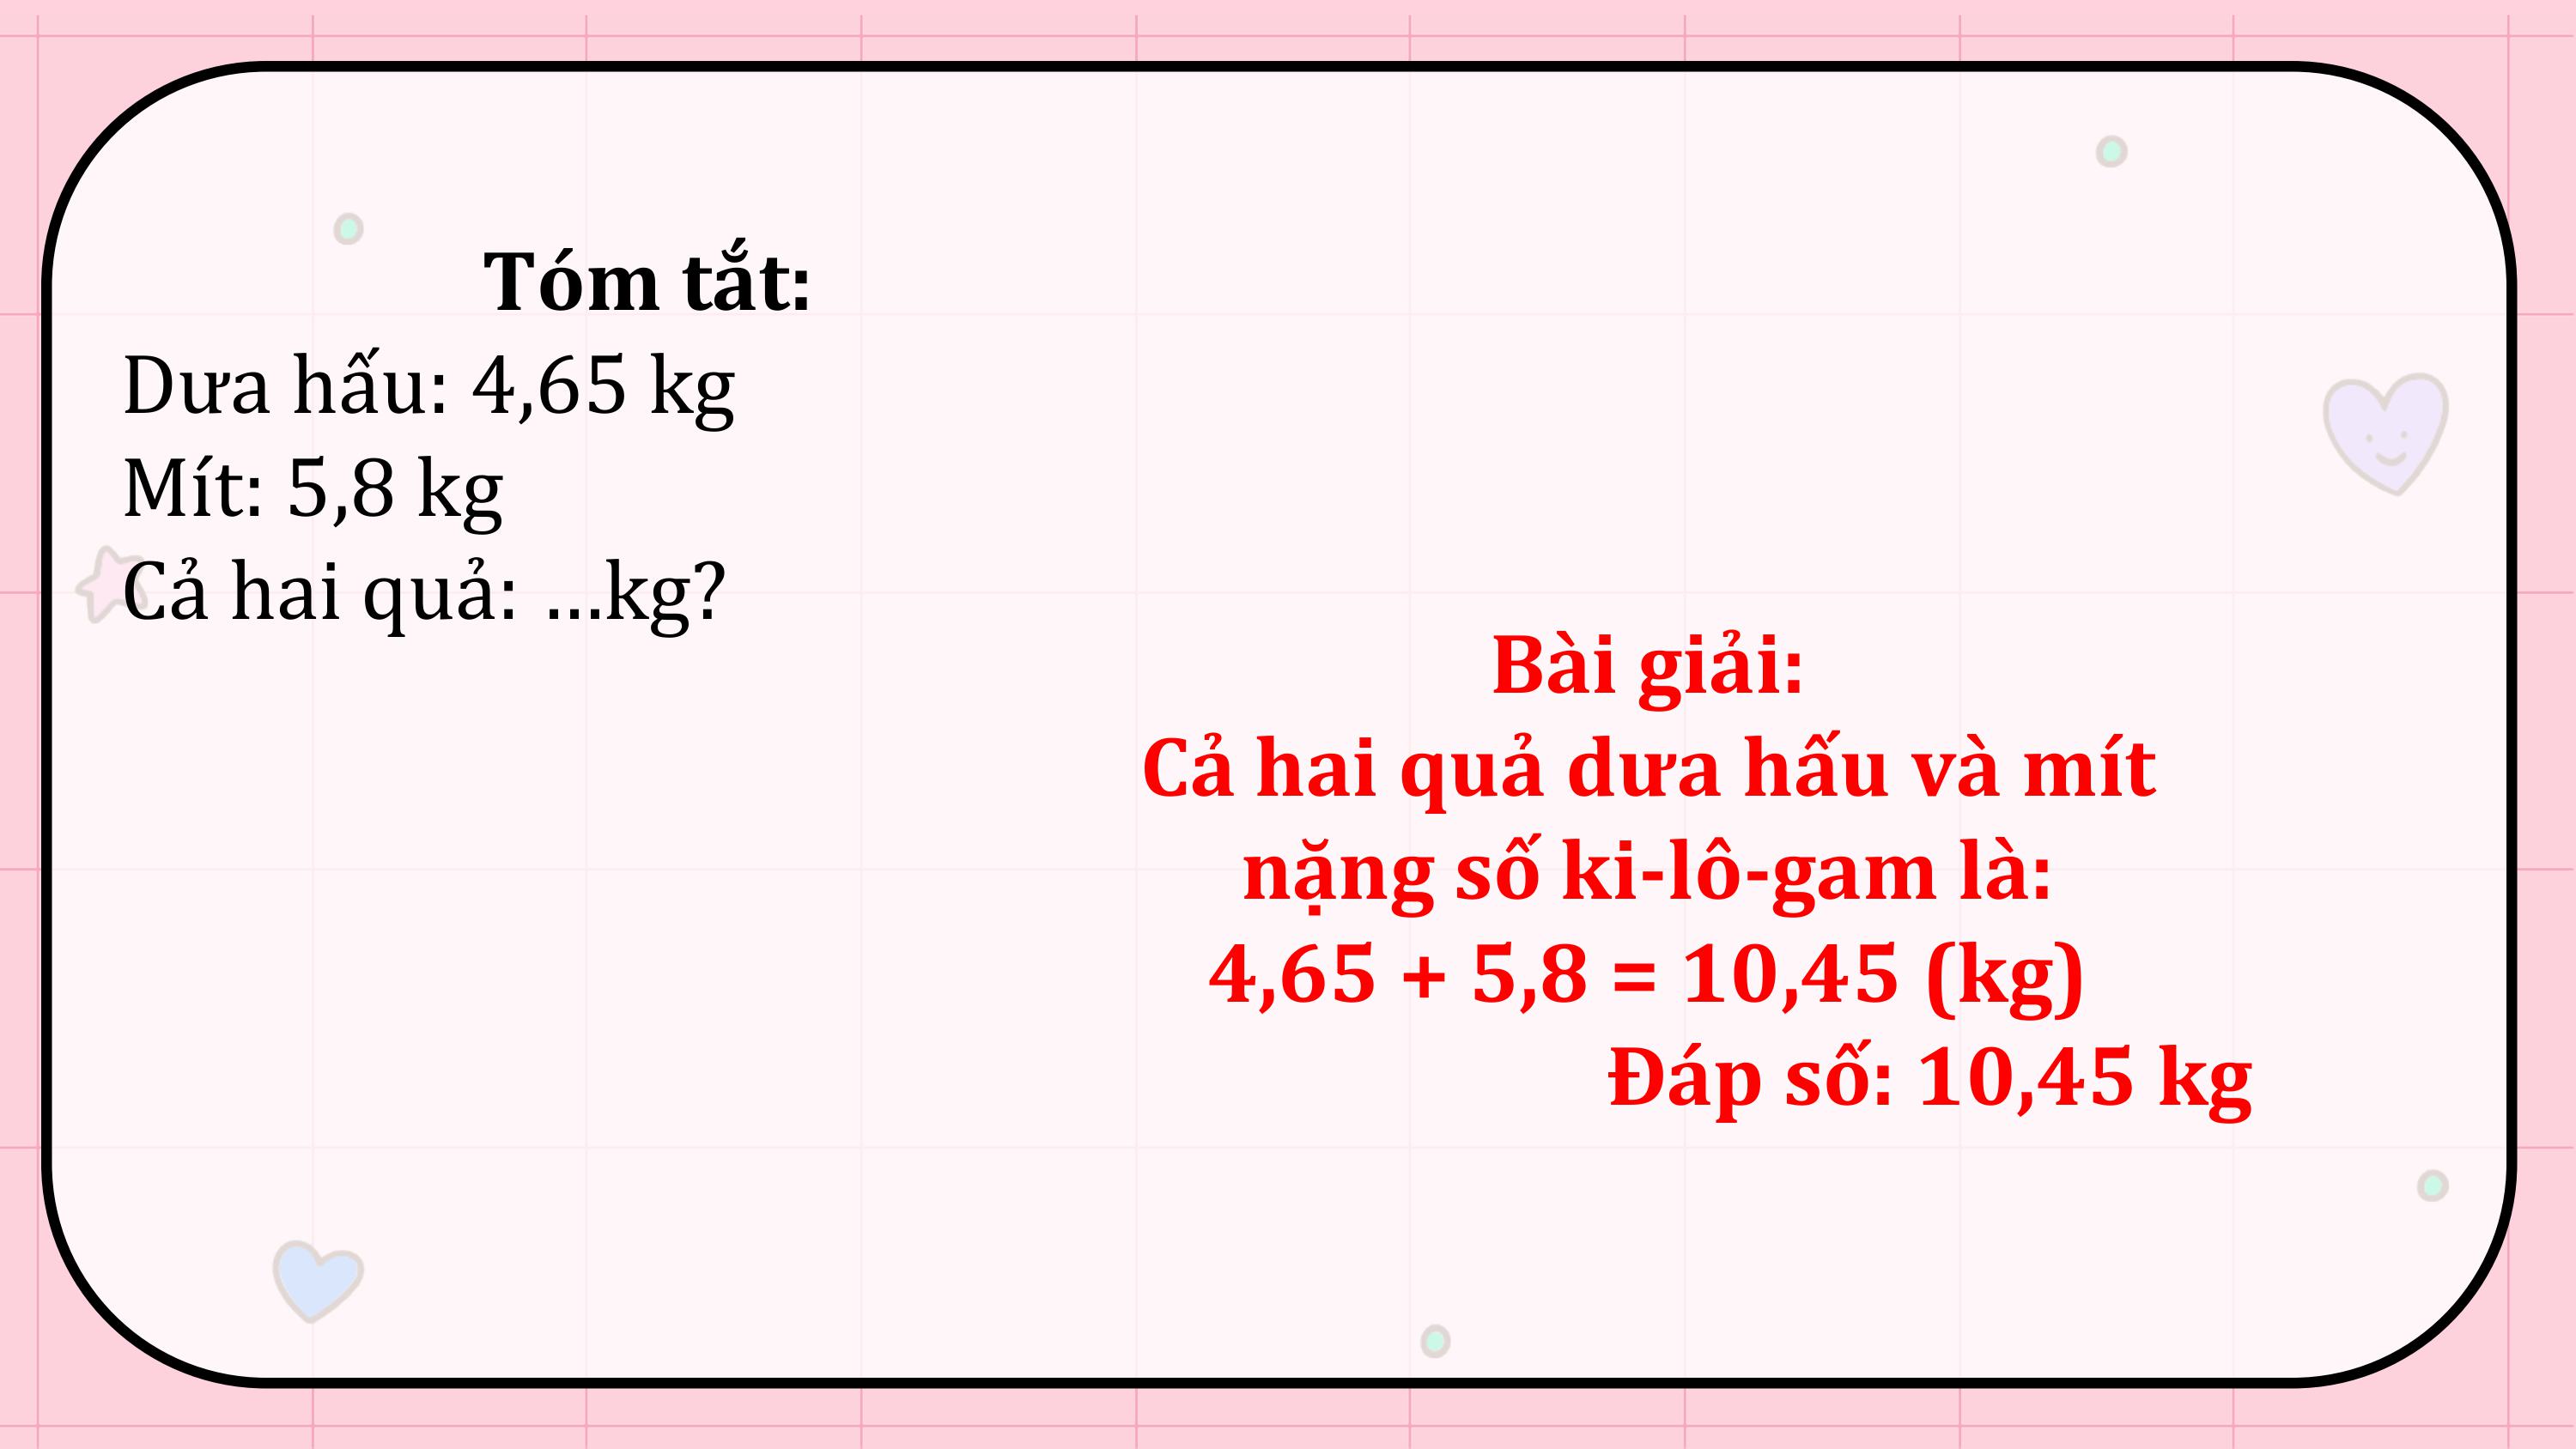 Tóm tắt:
Dưa hấu: 4,65 kg
Mít: 5,8 kg
Cả hai quả: ...kg?
Bài giải:
Cả hai quả dưa hấu và mít
nặng số ki-lô-gam là:
4,65 + 5,8 = 10,45 (kg)
Đáp số: 10,45 kg